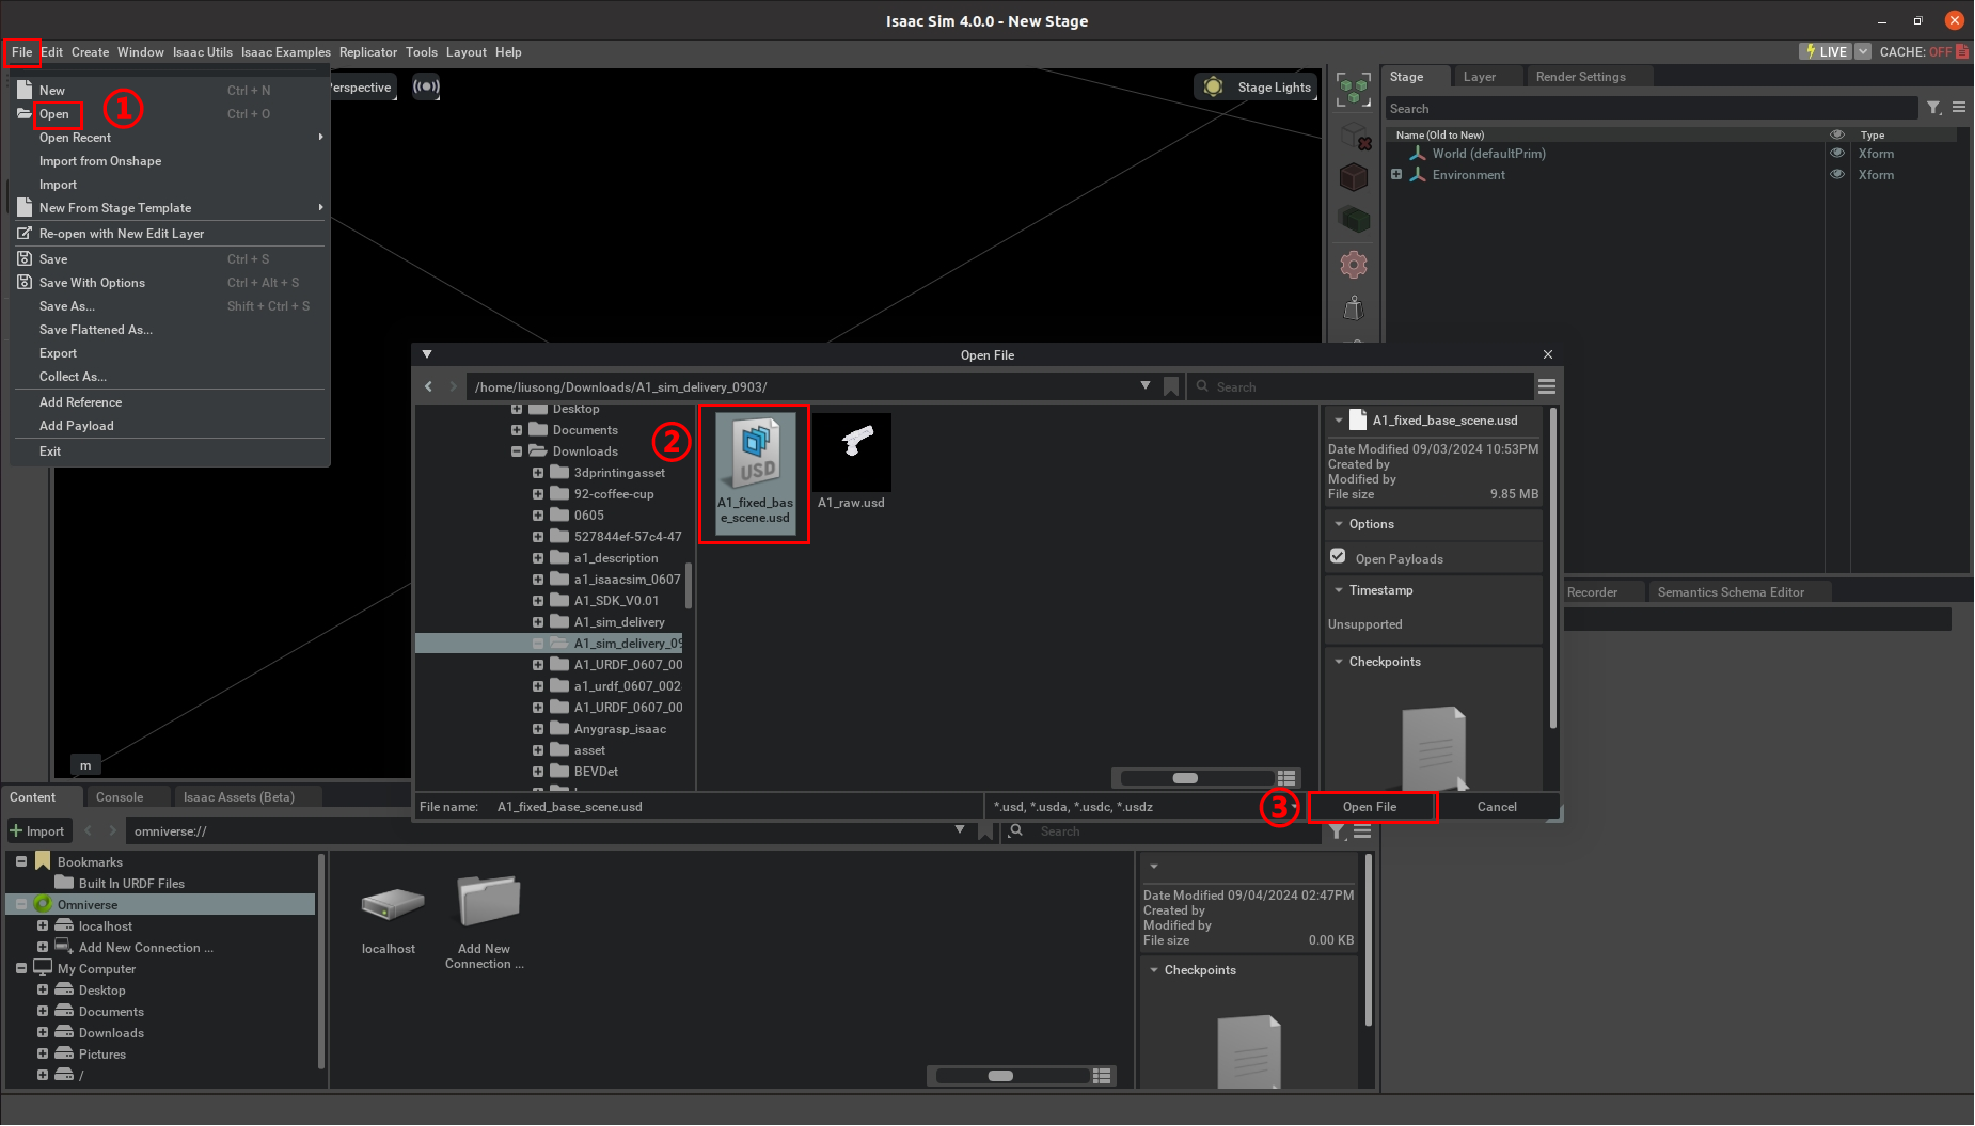 Isaac Sim 4.0.0 - New Stage
File Edit Create Window Isaac Utils Isaac Examples Replicator Tools Layout Help
LIVE CACHE: OFF
New Ctrl + N
Open Ctrl + O
①
Open Recent
Import from Onshape
Import
New From Stage Template
Re-open with New Edit Layer
Save Ctrl + S
Save With Options Ctrl + Alt + S
Save As... Shift + Ctrl + S
Save Flattened As...
Export
Collect As...
Add Reference
Add Payload
Exit
erspective
Stage Lights
m
Stage Layer Render Settings
Search
Name (Old to New) Type
World (defaultPrim) Xform
Environment Xform
Recorder Semantics Schema Editor
Open File
/home/liusong/Downloads/A1_sim_delivery_0903/
Search
Desktop
Documents
Downloads
3dprintingasset
92-coffee-cup
0605
527844ef-57c4-47
a1_description
a1_isaacsim_0607
A1_SDK_V0.01
A1_sim_delivery
A1_sim_delivery_09
A1_URDF_0607_00
a1_urdf_0607_002
A1_URDF_0607_00
Anygrasp_isaac
asset
BEVDet
②
USD
A1_fixed_bas
e_scene.usd
A1_raw.usd
A1_fixed_base_scene.usd
Date Modified 09/03/2024 10:53PM
Created by
Modified by
File size 9.85 MB
Options
Open Payloads
Timestamp
Unsupported
Checkpoints
File name: A1_fixed_base_scene.usd
*.usd, *.usda, *.usdc, *.usdz
③
Open File
Cancel
Content Console Isaac Assets (Beta)
Import
omniverse://
Search
Bookmarks
Built In URDF Files
Omniverse
localhost
Add New Connection ...
My Computer
Desktop
Documents
Downloads
Pictures
/
localhost
Add New
Connection ...
Date Modified 09/04/2024 02:47PM
Created by
Modified by
File size 0.00 KB
Checkpoints